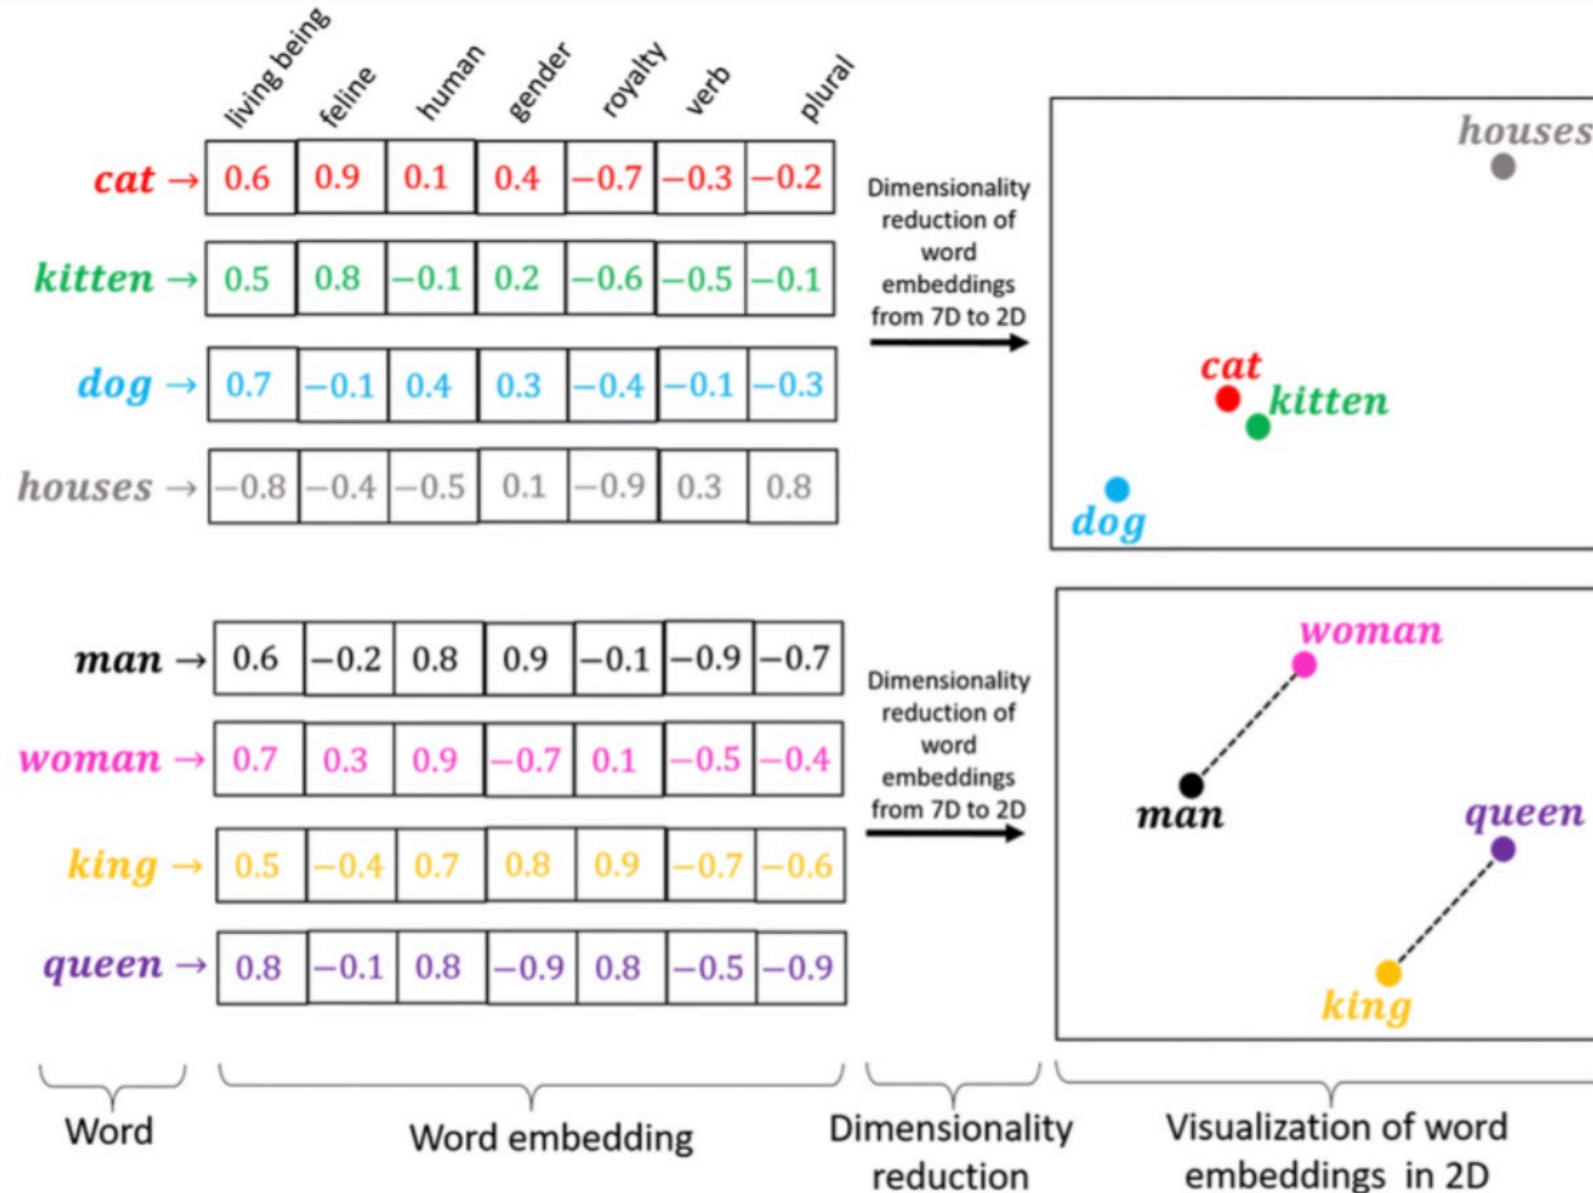 living being feline human gender royalty verb plural
cat → 0.6 0.9 0.1 0.4 −0.7 −0.3 −0.2
kitten → 0.5 0.8 −0.1 0.2 −0.6 −0.5 −0.1
dog → 0.7 −0.1 0.4 0.3 −0.4 −0.1 −0.3
houses → −0.8 −0.4 −0.5 0.1 −0.9 0.3 0.8
Dimensionality
reduction of
word
embeddings
from 7D to 2D
houses
cat
kitten
dog
man → 0.6 −0.2 0.8 0.9 −0.1 −0.9 −0.7
woman → 0.7 0.3 0.9 −0.7 0.1 −0.5 −0.4
king → 0.5 −0.4 0.7 0.8 0.9 −0.7 −0.6
queen → 0.8 −0.1 0.8 −0.9 0.8 −0.5 −0.9
Dimensionality
reduction of
word
embeddings
from 7D to 2D
woman
man
queen
king
Word
Word embedding
Dimensionality
reduction
Visualization of word
embeddings in 2D